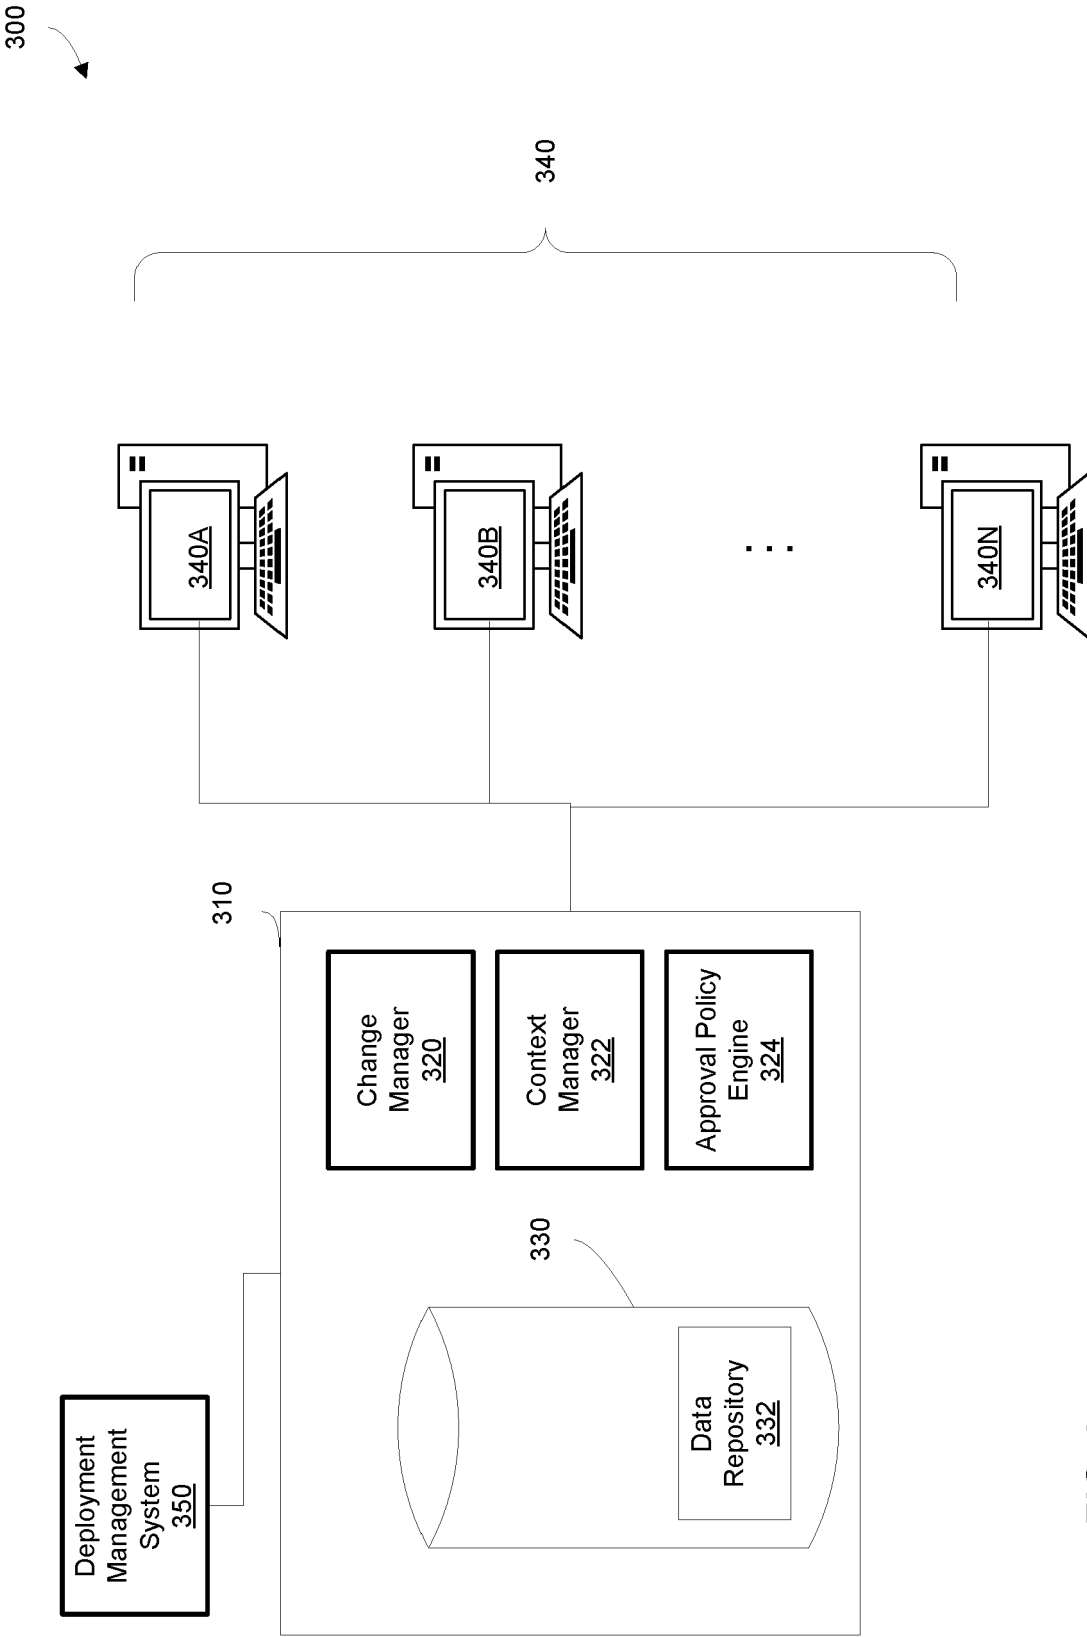 300
340
340A
340B
...
340N
310
Change
Manager
320
Context
Manager
322
Approval Policy
Engine
324
330
Data
Repository
332
Deployment
Management
System
350